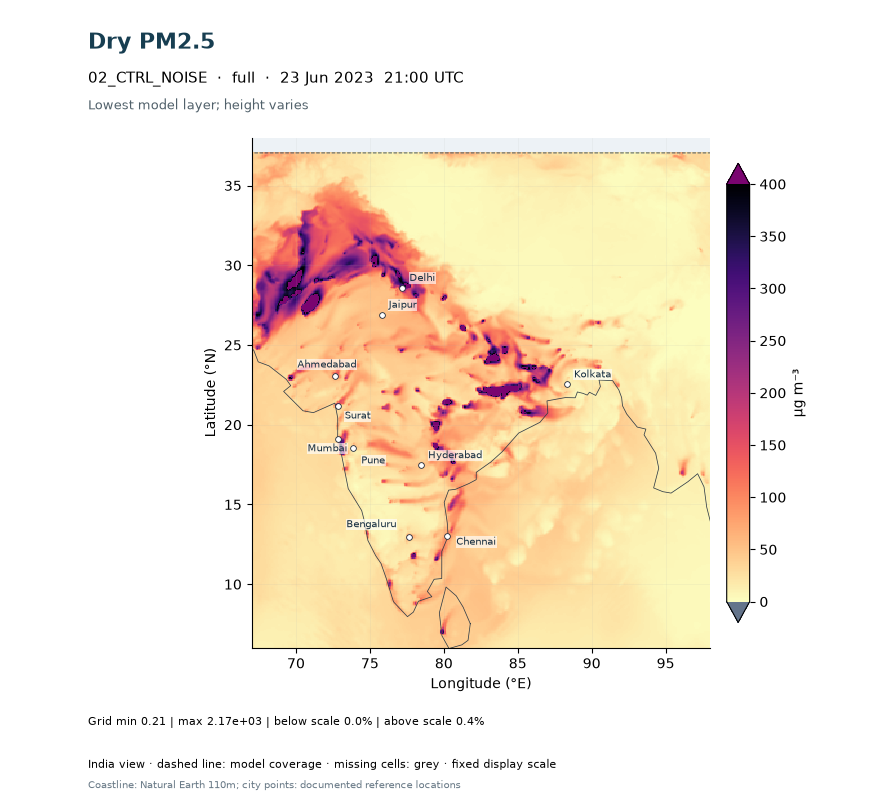 Dry PM2.5
02_CTRL_NOISE · full · 23 Jun 2023 21:00 UTC
Lowest model layer; height varies
35
30
25
20
15
10
70
75
80
85
90
95
Latitude (°N)
Longitude (°E)
Delhi
Jaipur
Ahmedabad
Kolkata
Surat
Mumbai
Pune
Hyderabad
Bengaluru
Chennai
400
350
300
250
200
150
100
50
0
µg m⁻³
Grid min 0.21 | max 2.17e+03 | below scale 0.0% | above scale 0.4%
India view · dashed line: model coverage · missing cells: grey · fixed display scale
Coastline: Natural Earth 110m; city points: documented reference locations